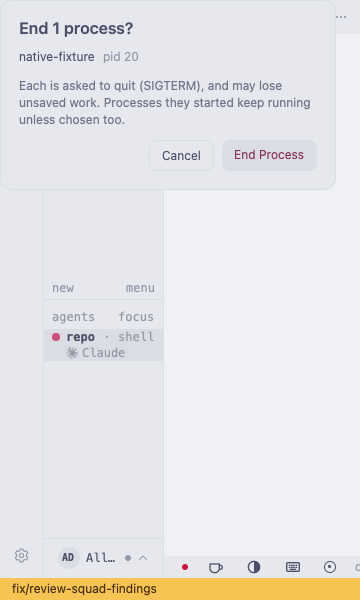 End 1 process?
native-fixture pid 20
Each is asked to quit (SIGTERM), and may lose
unsaved work. Processes they started keep running
unless chosen too.
Cancel End Process
new menu
agents focus
repo · shell
Claude
AD All…
fix/review-squad-findings